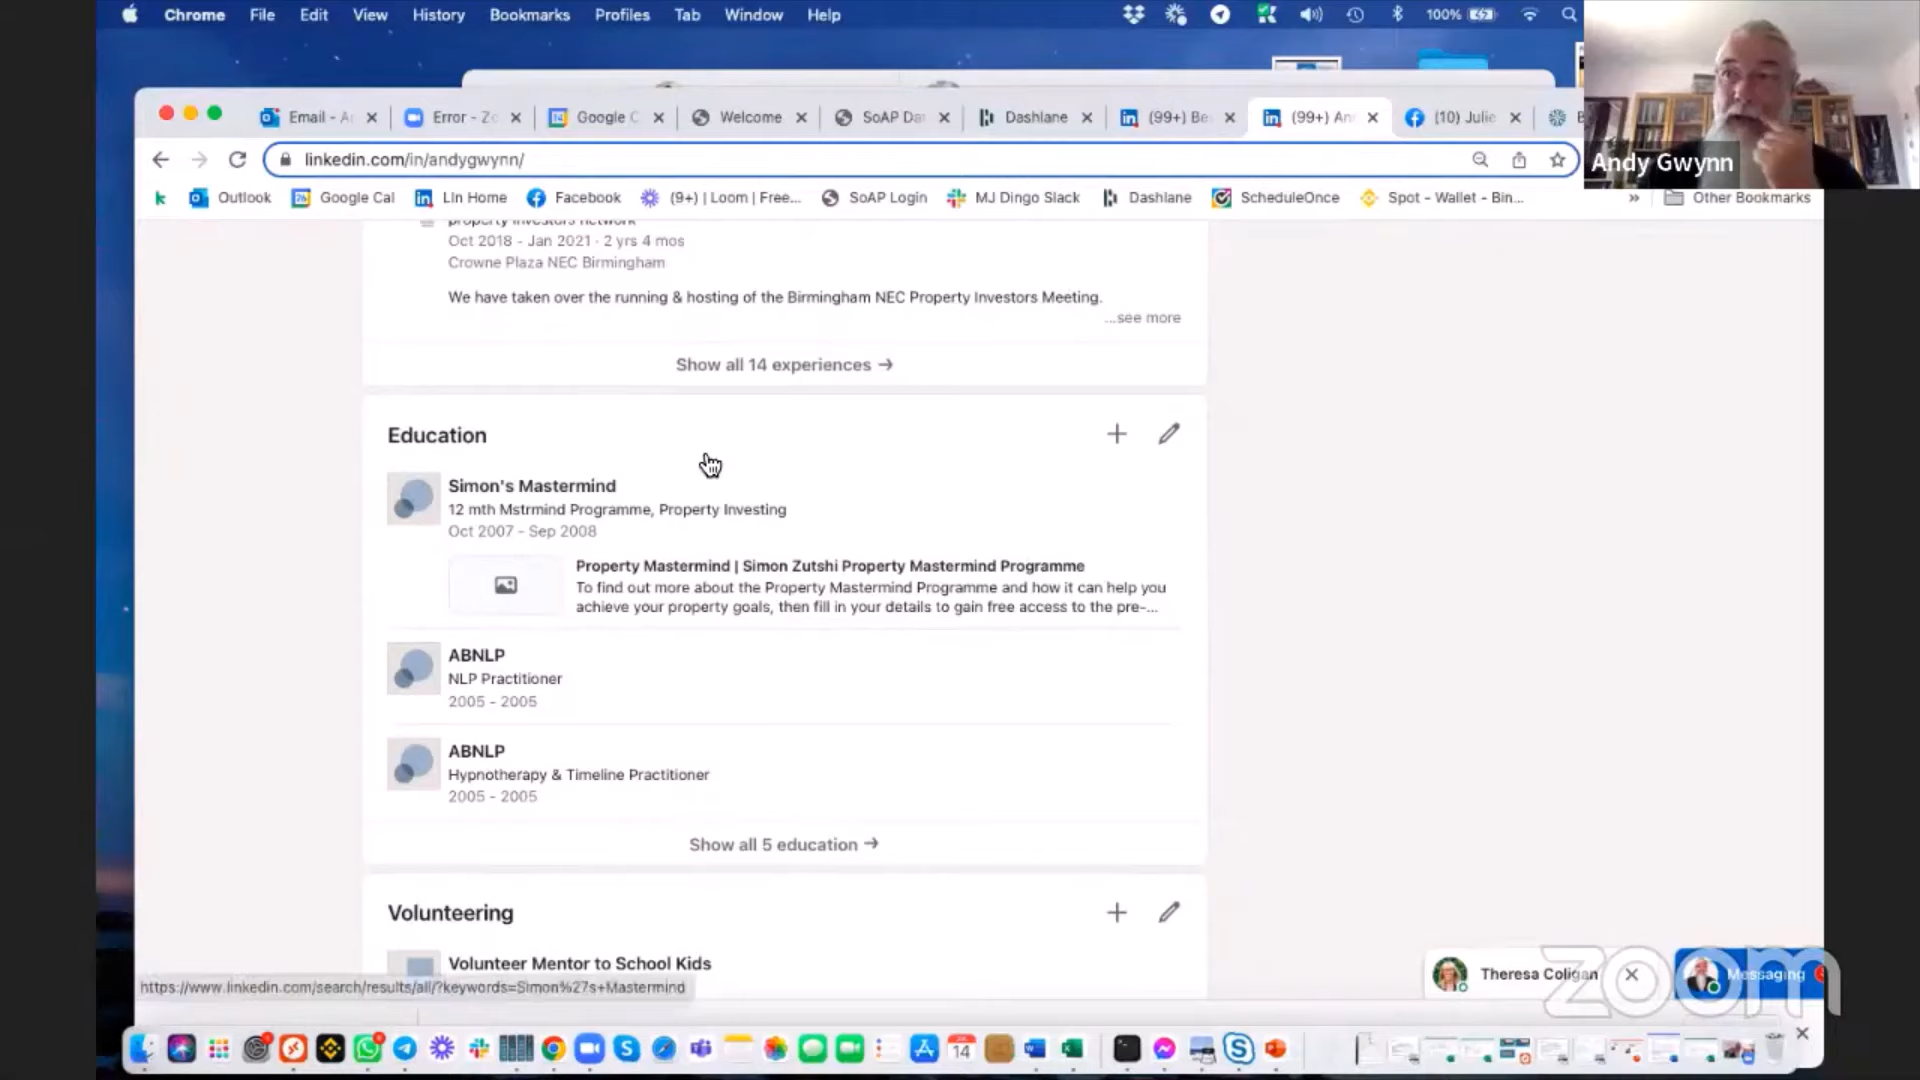 Chrome File Edit View History Bookmarks Profiles Tab Window Help
100%
Email - A
Error - Zo
Google C
Welcome
SoAP Da
Dashlane
(99+) Be
(99+) An
(10) Julie
linkedin.com/in/andygwynn/
Andy Gwynn
Outlook
Google Cal
LIn Home
Facebook
(9+) | Loom | Free...
SoAP Login
MJ Dingo Slack
Dashlane
ScheduleOnce
Spot - Wallet - Bin...
»
Other Bookmarks
property investors network
Oct 2018 - Jan 2021 · 2 yrs 4 mos
Crowne Plaza NEC Birmingham
We have taken over the running & hosting of the Birmingham NEC Property Investors Meeting.
...see more
Show all 14 experiences →
Education
Simon's Mastermind
12 mth Mstrmind Programme, Property Investing
Oct 2007 - Sep 2008
Property Mastermind | Simon Zutshi Property Mastermind Programme
To find out more about the Property Mastermind Programme and how it can help you
achieve your property goals, then fill in your details to gain free access to the pre-...
ABNLP
NLP Practitioner
2005 - 2005
ABNLP
Hypnotherapy & Timeline Practitioner
2005 - 2005
Show all 5 education →
Volunteering
Volunteer Mentor to School Kids
https://www.linkedin.com/search/results/all/?keywords=Simon%27s+Mastermind
Theresa Coligan
Messaging
zoom
14